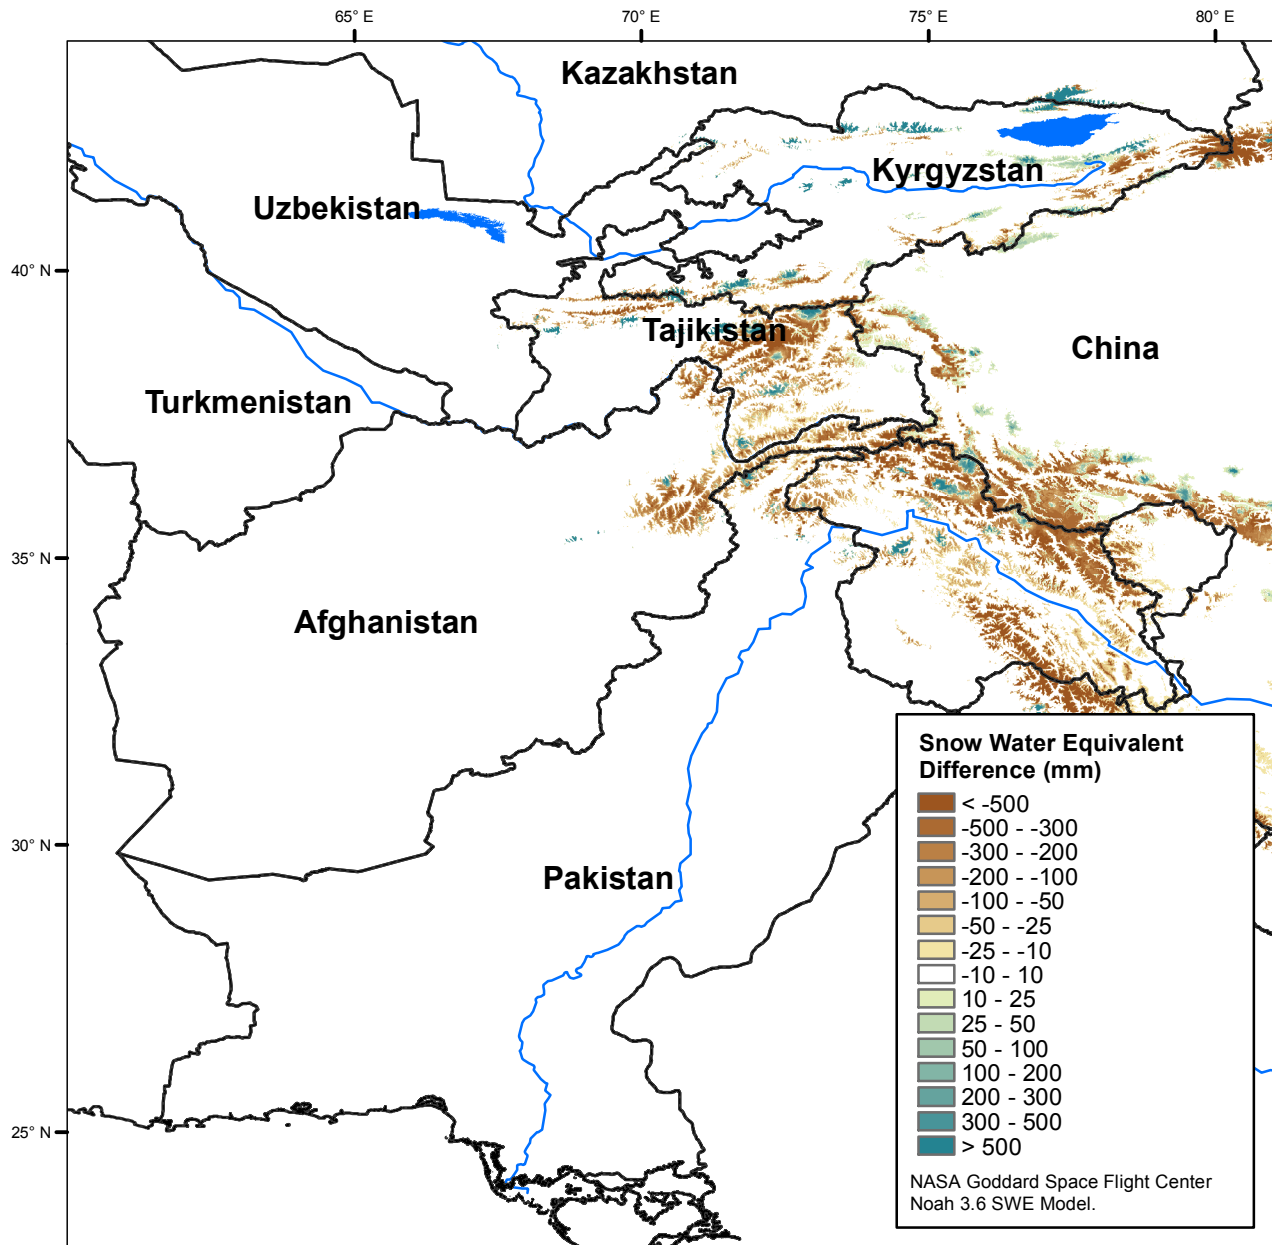 65° E 70° E 75° E 80° E
Kazakhstan
Kyrgyzstan
Uzbekistan
40° N
Tajikistan
China
Turkmenistan
35° N
Afghanistan
Snow Water Equivalent
Difference (mm)
< -500
-500 - -300
-300 - -200
-200 - -100
-100 - -50
-50 - -25
-25 - -10
-10 - 10
10 - 25
25 - 50
50 - 100
100 - 200
200 - 300
300 - 500
> 500
30° N
Pakistan
25° N
NASA Goddard Space Flight Center
Noah 3.6 SWE Model.